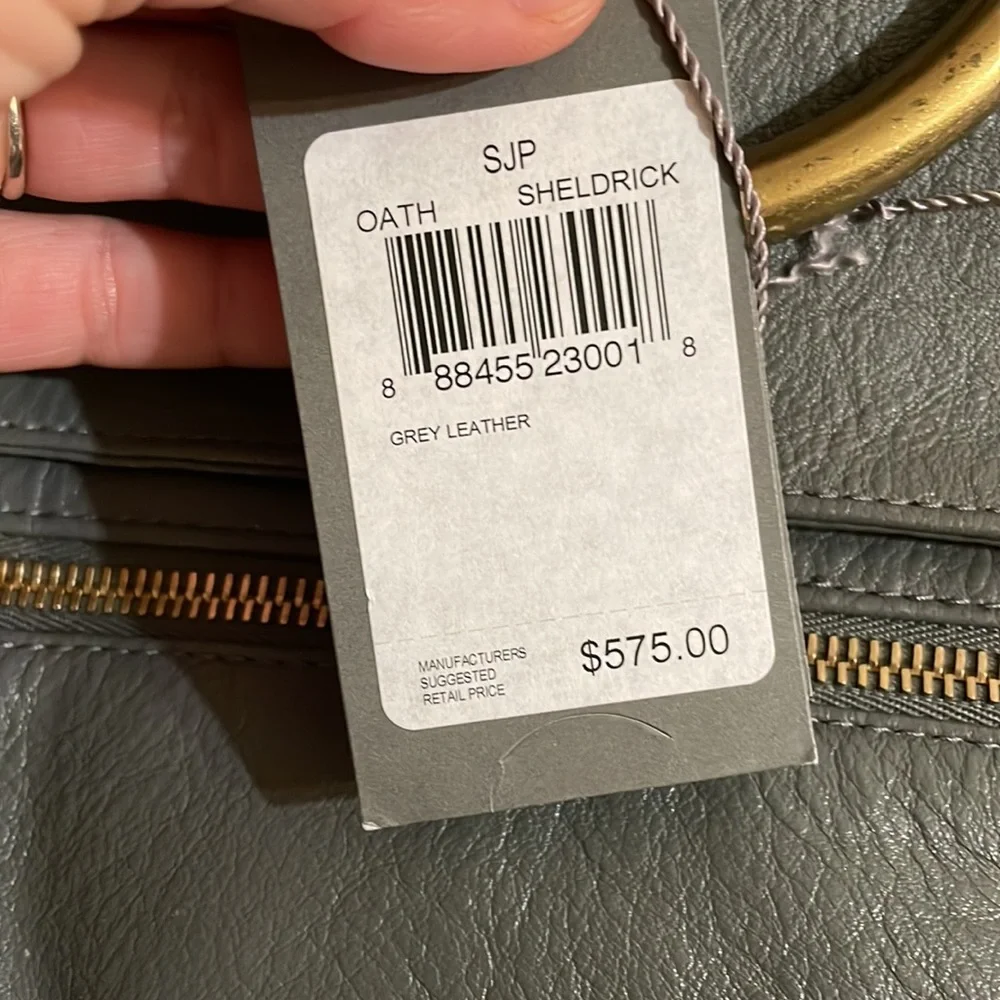 SJP
OATH SHELDRICK
8 88455 23001 8
GREY LEATHER
MANUFACTURERS
SUGGESTED
RETAIL PRICE
$575.00